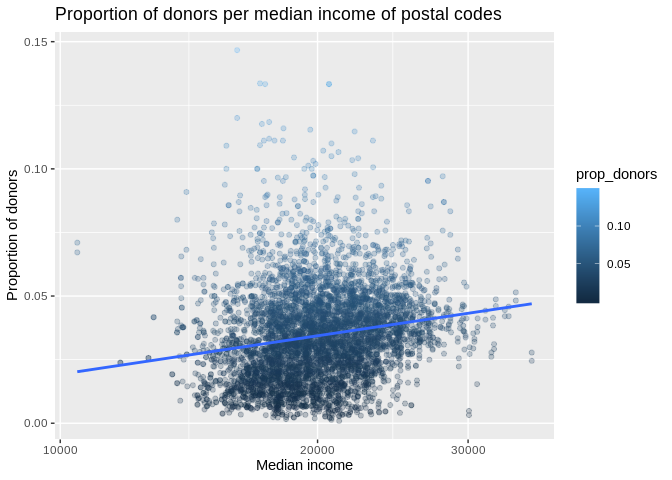 Proportion of donors per median income of postal codes
0.15
0.10
0.05
0.00
Proportion of donors
10000
20000
30000
Median income
prop_donors
0.10
0.05